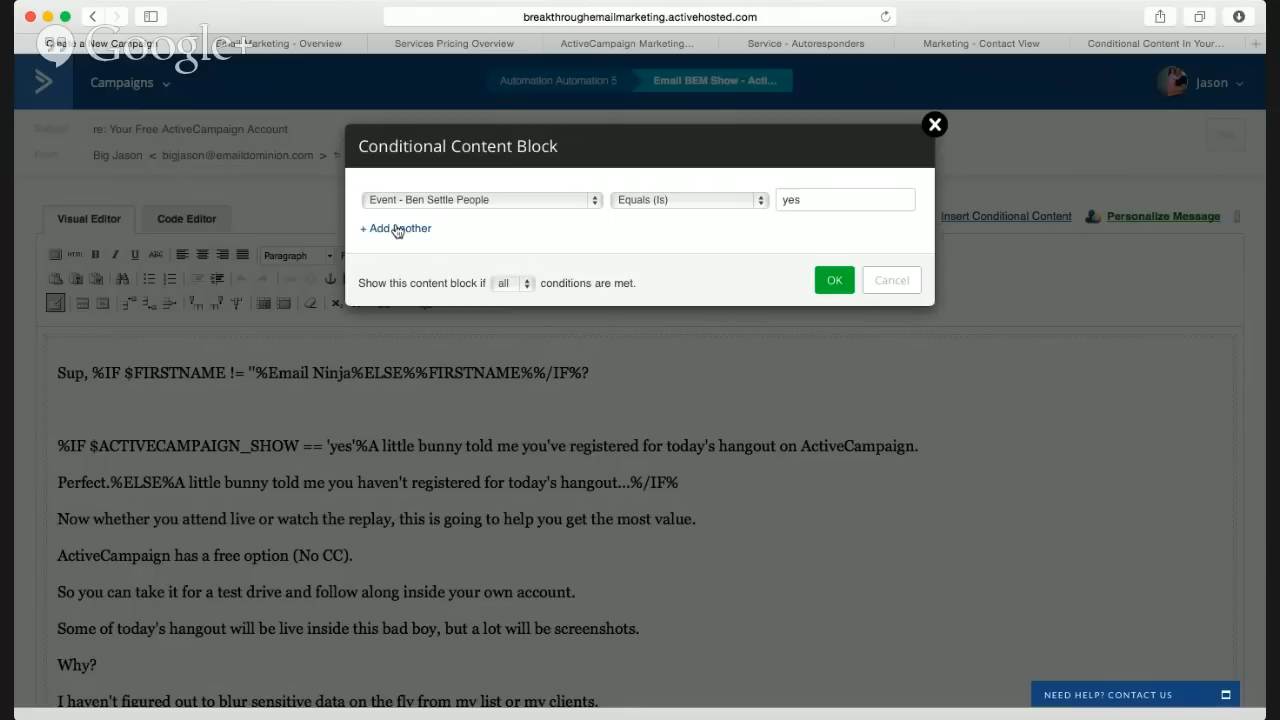 breakthroughemailmarketing.activehosted.com
Google+
Create a New Campaign
Email Marketing - Overview
Services Pricing Overview
ActiveCampaign Marketing...
Service - Autoresponders
Marketing - Contact View
Conditional Content In Your...
Campaigns
Automation Automation 5
Email BEM Show - Acti...
Jason
Subject
re: Your Free ActiveCampaign Account
From
Big Jason < bigjason@emaildominion.com >
Conditional Content Block
Event - Ben Settle People
Equals (Is)
yes
+ Add another
Show this content block if all conditions are met.
OK
Cancel
Visual Editor
Code Editor
Insert Conditional Content
Personalize Message
HTML B I U ABC
Paragraph
Sup, %IF $FIRSTNAME != ''%Email Ninja%ELSE%%FIRSTNAME%%/IF%?
%IF $ACTIVECAMPAIGN_SHOW == 'yes'%A little bunny told me you've registered for today's hangout on ActiveCampaign.
Perfect.%ELSE%A little bunny told me you haven't registered for today's hangout...%/IF%
Now whether you attend live or watch the replay, this is going to help you get the most value.
ActiveCampaign has a free option (No CC).
So you can take it for a test drive and follow along inside your own account.
Some of today's hangout will be live inside this bad boy, but a lot will be screenshots.
Why?
I haven't figured out to blur sensitive data on the fly from my list or my clients.
NEED HELP? CONTACT US